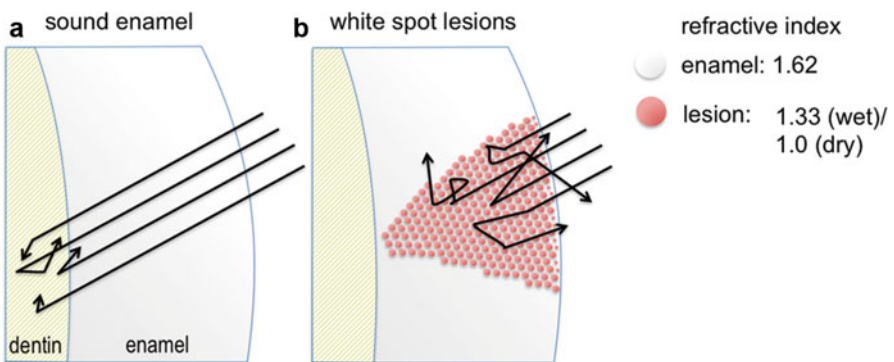 a sound enamel
b white spot lesions
refractive index
enamel: 1.62
lesion: 1.33 (wet)/
1.0 (dry)
dentin enamel